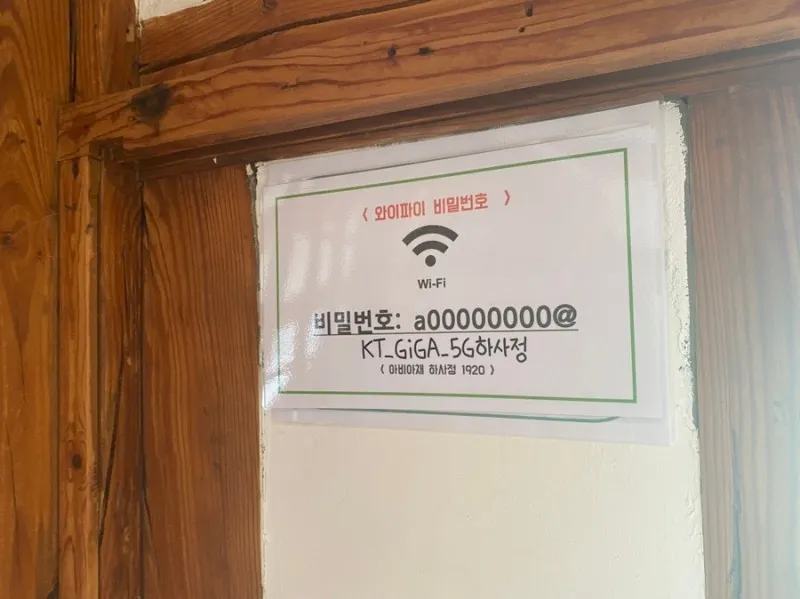 < 와이파이 비밀번호 >
Wi-Fi
비밀번호: a00000000@
KT_GiGA_5G하사정
< 아비아재 하사정 1920 >